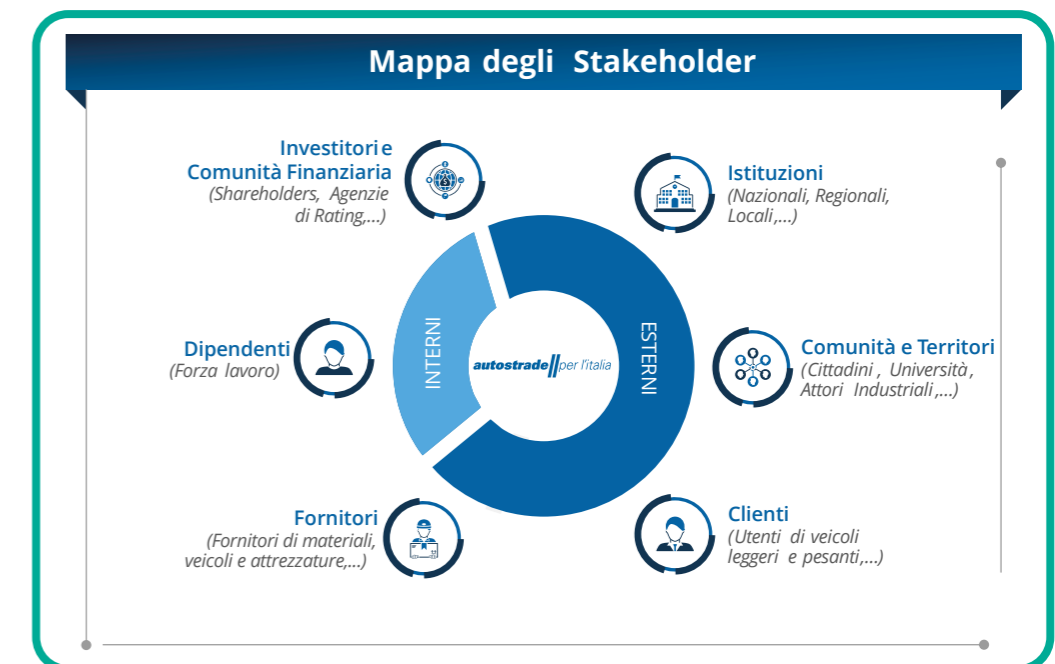 Mappa degli Stakeholder
Investitori e
Comunità Finanziaria
(Shareholders, Agenzie
di Rating,...)
Istituzioni
(Nazionali, Regionali,
Locali,...)
Dipendenti
(Forza lavoro)
INTERNI
autostrade//per l'italia
ESTERNI
Comunità e Territori
(Cittadini, Università,
Attori Industriali,...)
Fornitori
(Fornitori di materiali,
veicoli e attrezzature,...)
Clienti
(Utenti di veicoli
leggeri e pesanti,...)